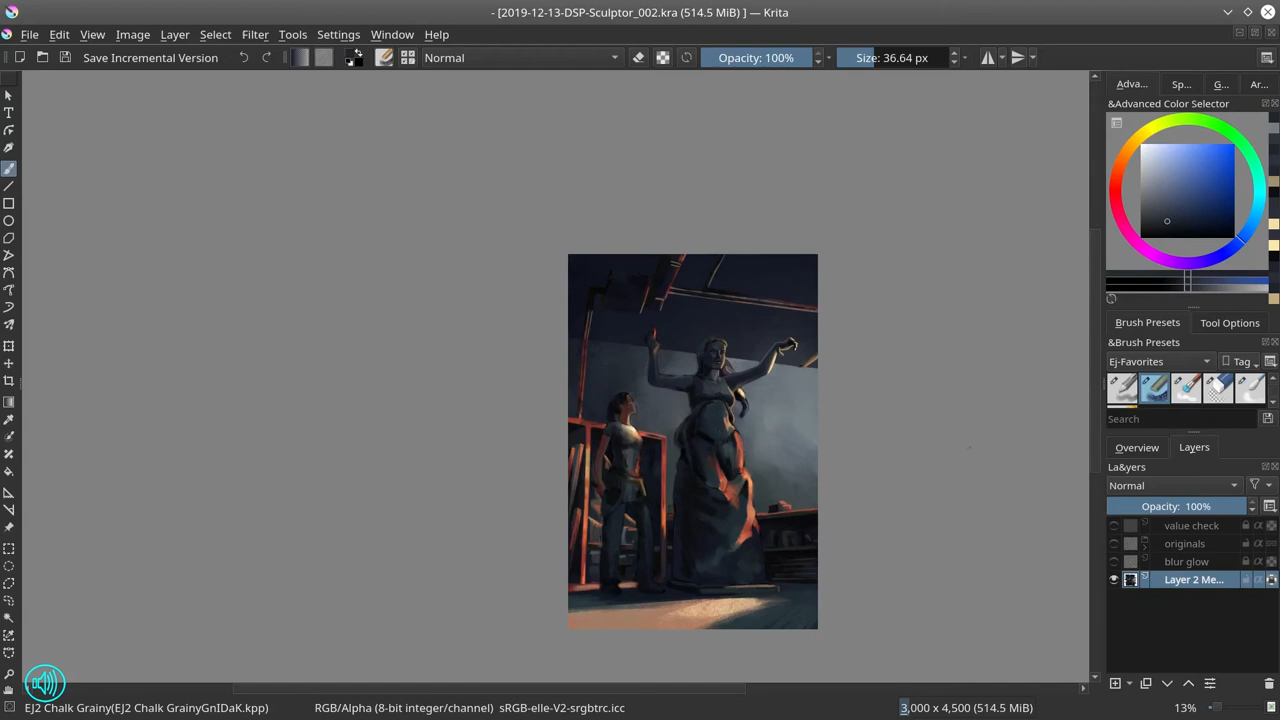 - [2019-12-13-DSP-Sculptor_002.kra (514.5 MiB) ] — Krita
File Edit View Image Layer Select Filter Tools Settings Window Help
Save Incremental Version Normal Opacity: 100% Size: 36.64 px
Adva... Sp... G... Ar...
&Advanced Color Selector
Brush Presets Tool Options
&Brush Presets
Ej-Favorites Tag
Search
Overview Layers
La&yers
Normal
Opacity: 100%
value check
originals
blur glow
Layer 2 Me...
EJ2 Chalk Grainy(EJ2 Chalk GrainyGnIDaK.kpp) RGB/Alpha (8-bit integer/channel) sRGB-elle-V2-srgbtrc.icc 3,000 x 4,500 (514.5 MiB) 13%